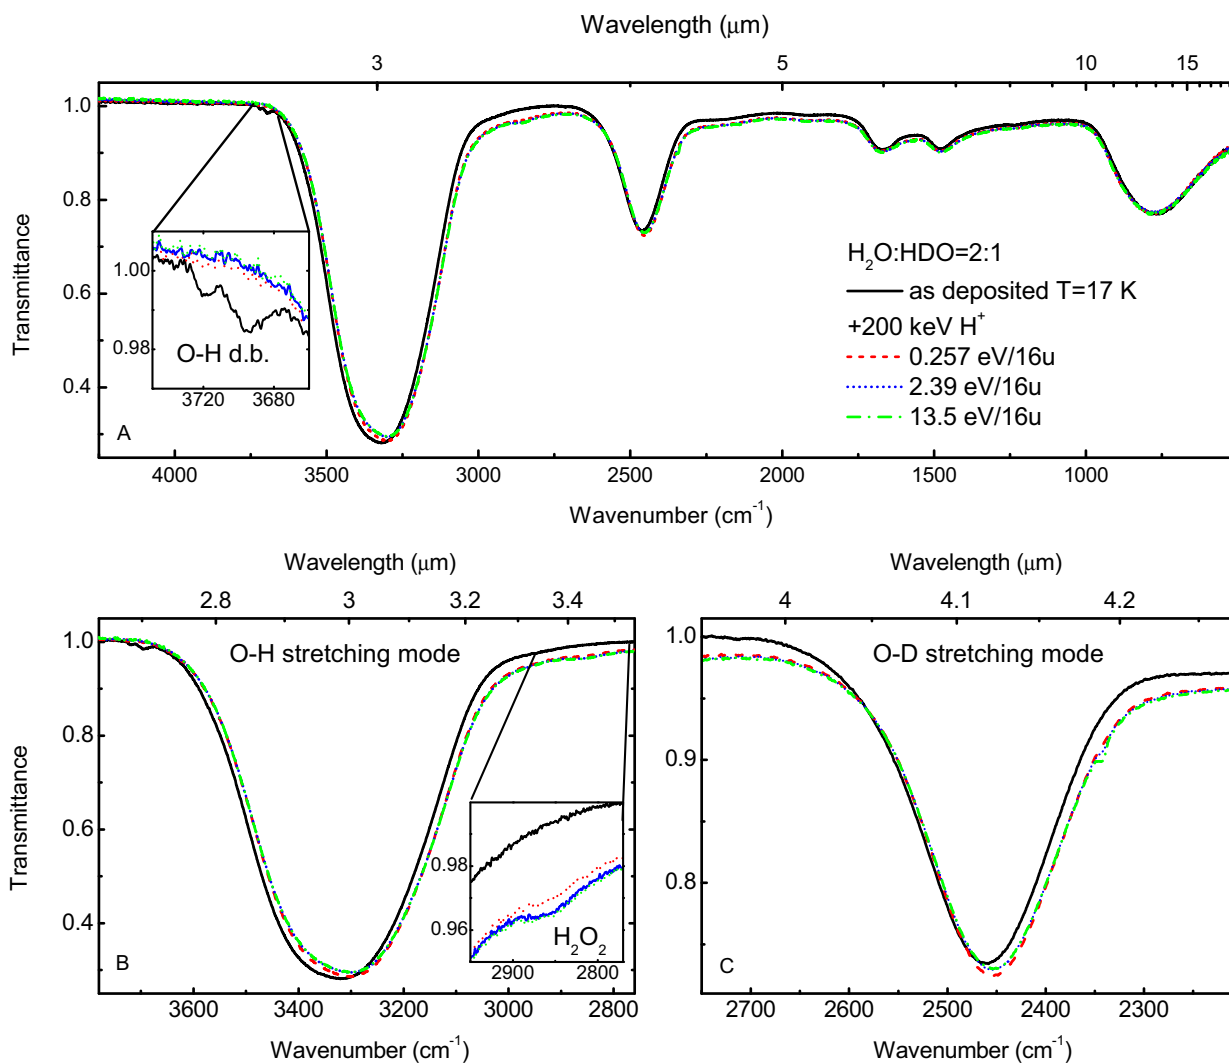 Wavelength (μm)
3 5 10 15
1.0
0.8
0.6
0.4
Transmittance
1.00
0.98
O-H d.b.
3720 3680
A
H₂O:HDO=2:1
as deposited T=17 K
+200 keV H⁺
0.257 eV/16u
2.39 eV/16u
13.5 eV/16u
4000 3500 3000 2500 2000 1500 1000
Wavenumber (cm⁻¹)
Wavelength (μm)
2.8 3 3.2 3.4
1.0
0.8
0.6
0.4
Transmittance
O-H stretching mode
0.98
0.96
H₂O₂
2900 2800
B
3600 3400 3200 3000 2800
Wavenumber (cm⁻¹)
Wavelength (μm)
4 4.1 4.2
1.0
0.9
0.8
O-D stretching mode
C
2700 2600 2500 2400 2300
Wavenumber (cm⁻¹)